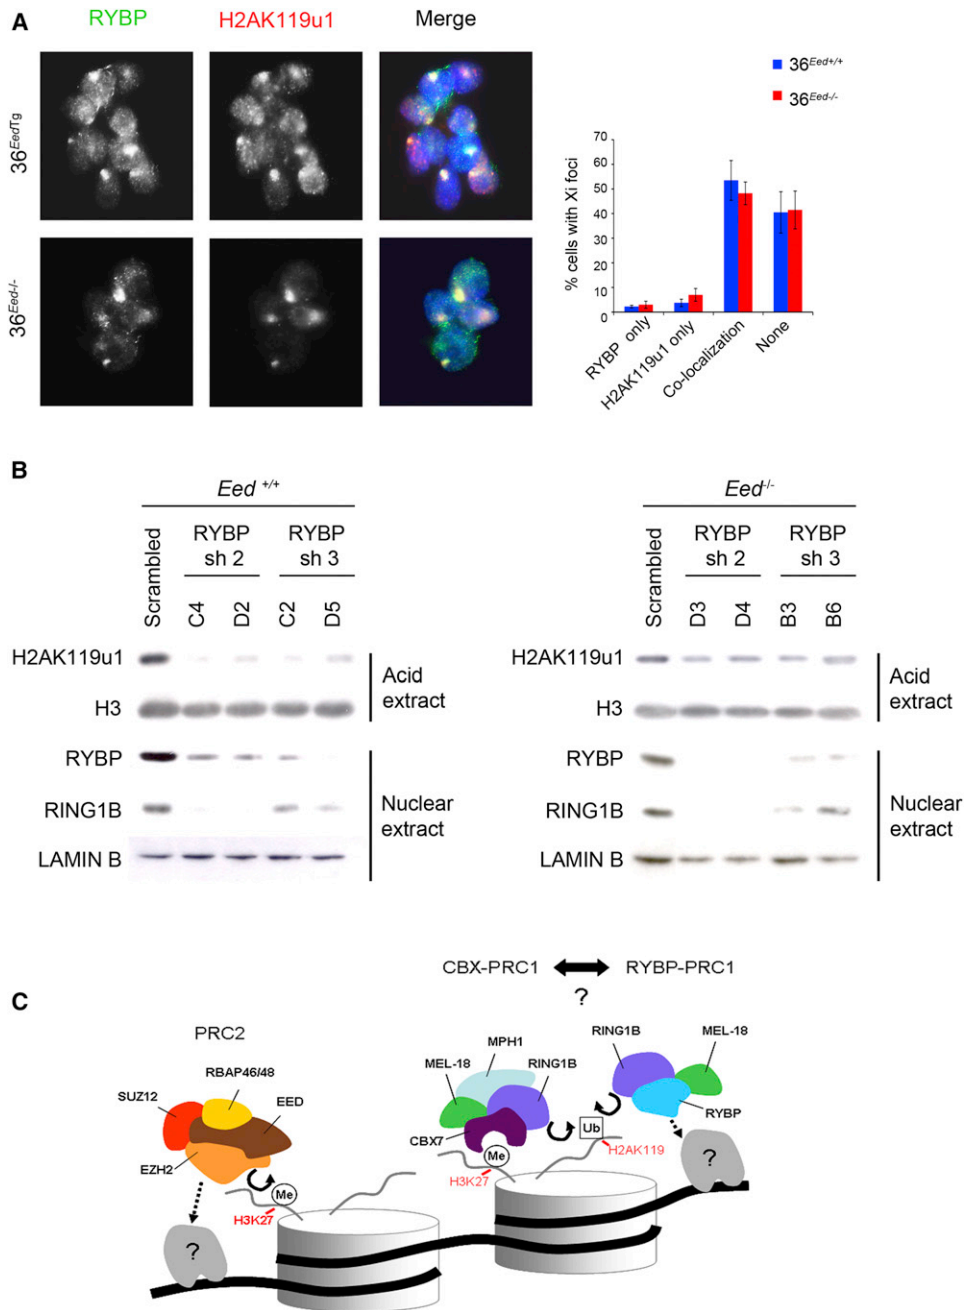 A
RYBP
H2AK119u1
Merge
36EedTg
36Eed-/-
36Eed+/+
36Eed-/-
% cells with Xi foci
70
60
50
40
30
20
10
0
RYBP only
H2AK119u1 only
Co-localization
None
B
Eed +/+
Scrambled
RYBP
sh 2
RYBP
sh 3
C4
D2
C2
D5
H2AK119u1
H3
Acid
extract
RYBP
RING1B
LAMIN B
Nuclear
extract
Eed-/-
Scrambled
RYBP
sh 2
RYBP
sh 3
D3
D4
B3
B6
H2AK119u1
H3
Acid
extract
RYBP
RING1B
LAMIN B
Nuclear
extract
C
CBX-PRC1
RYBP-PRC1
?
PRC2
SUZ12
RBAP46/48
EED
EZH2
Me
H3K27
?
MPH1
MEL-18
RING1B
CBX7
Me
H3K27
Ub
H2AK119
RING1B
MEL-18
RYBP
?